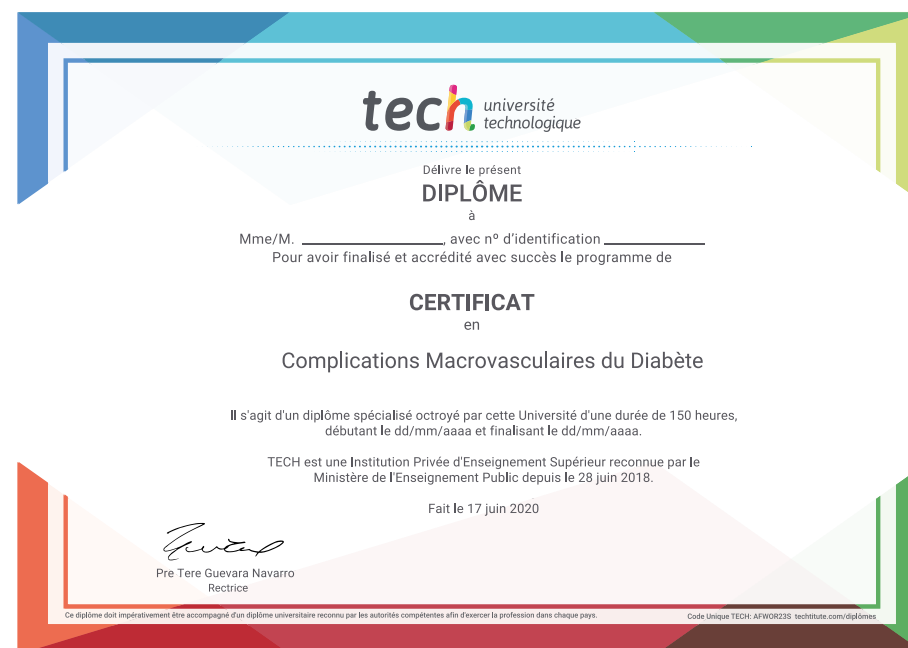 tech université
technologique
Délivre le présent
DIPLÔME
à
Mme/M. ____________________, avec nº d'identification ______________
Pour avoir finalisé et accrédité avec succès le programme de
CERTIFICAT
en
Complications Macrovasculaires du Diabète
Il s'agit d'un diplôme spécialisé octroyé par cette Université d'une durée de 150 heures,
débutant le dd/mm/aaaa et finalisant le dd/mm/aaaa.
TECH est une Institution Privée d'Enseignement Supérieur reconnue par le
Ministère de l'Enseignement Public depuis le 28 juin 2018.
Fait le 17 juin 2020
Pre Tere Guevara Navarro
Rectrice
Ce diplôme doit impérativement être accompagné d'un diplôme universitaire reconnu par les autorités compétentes afin d'exercer la profession dans chaque pays.
Code Unique TECH: AFWOR23S techtitute.com/diplômes